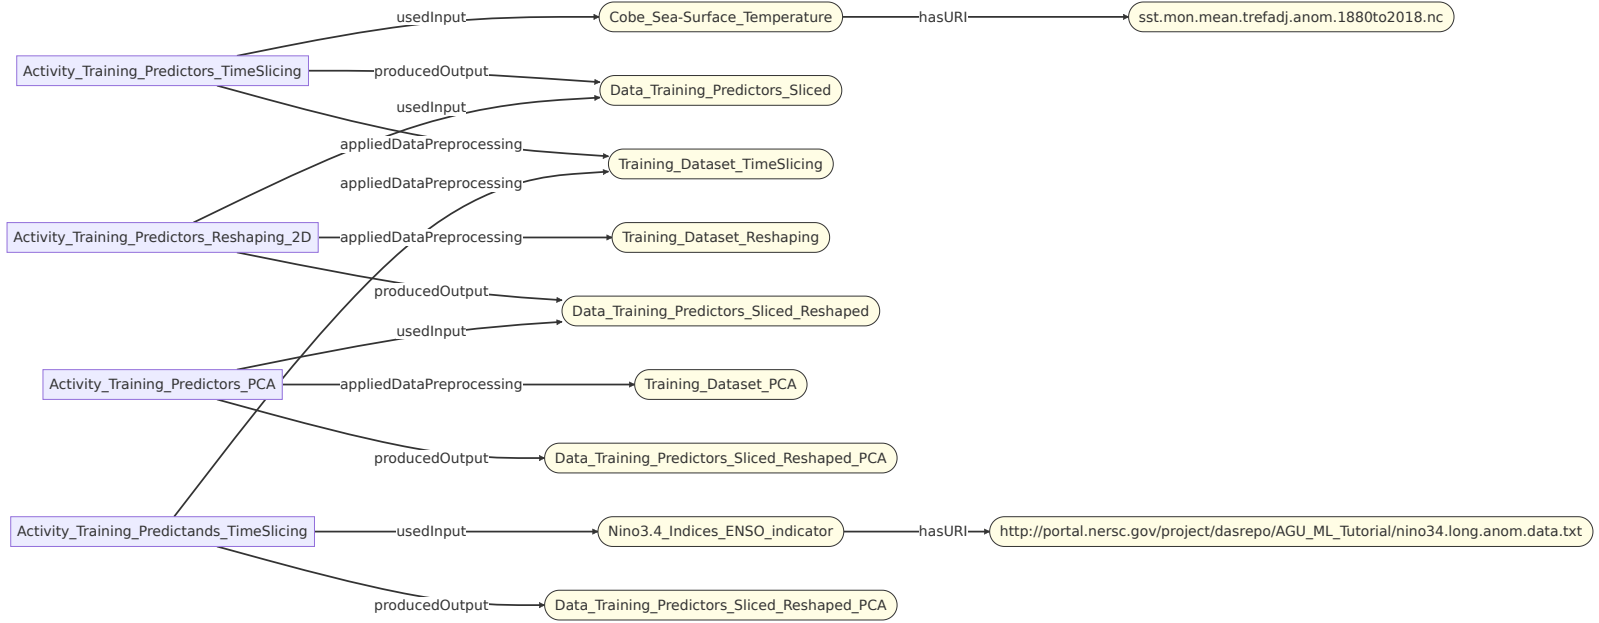 usedInput
Cobe_Sea-Surface_Temperature
hasURI
sst.mon.mean.trefadj.anom.1880to2018.nc
Activity_Training_Predictors_TimeSlicing
producedOutput
Data_Training_Predictors_Sliced
usedInput
appliedDataPreprocessing
Training_Dataset_TimeSlicing
appliedDataPreprocessing
Activity_Training_Predictors_Reshaping_2D
appliedDataPreprocessing
Training_Dataset_Reshaping
producedOutput
Data_Training_Predictors_Sliced_Reshaped
usedInput
Activity_Training_Predictors_PCA
appliedDataPreprocessing
Training_Dataset_PCA
producedOutput
Data_Training_Predictors_Sliced_Reshaped_PCA
Activity_Training_Predictands_TimeSlicing
usedInput
Nino3.4_Indices_ENSO_indicator
hasURI
http://portal.nersc.gov/project/dasrepo/AGU_ML_Tutorial/nino34.long.anom.data.txt
producedOutput
Data_Training_Predictors_Sliced_Reshaped_PCA